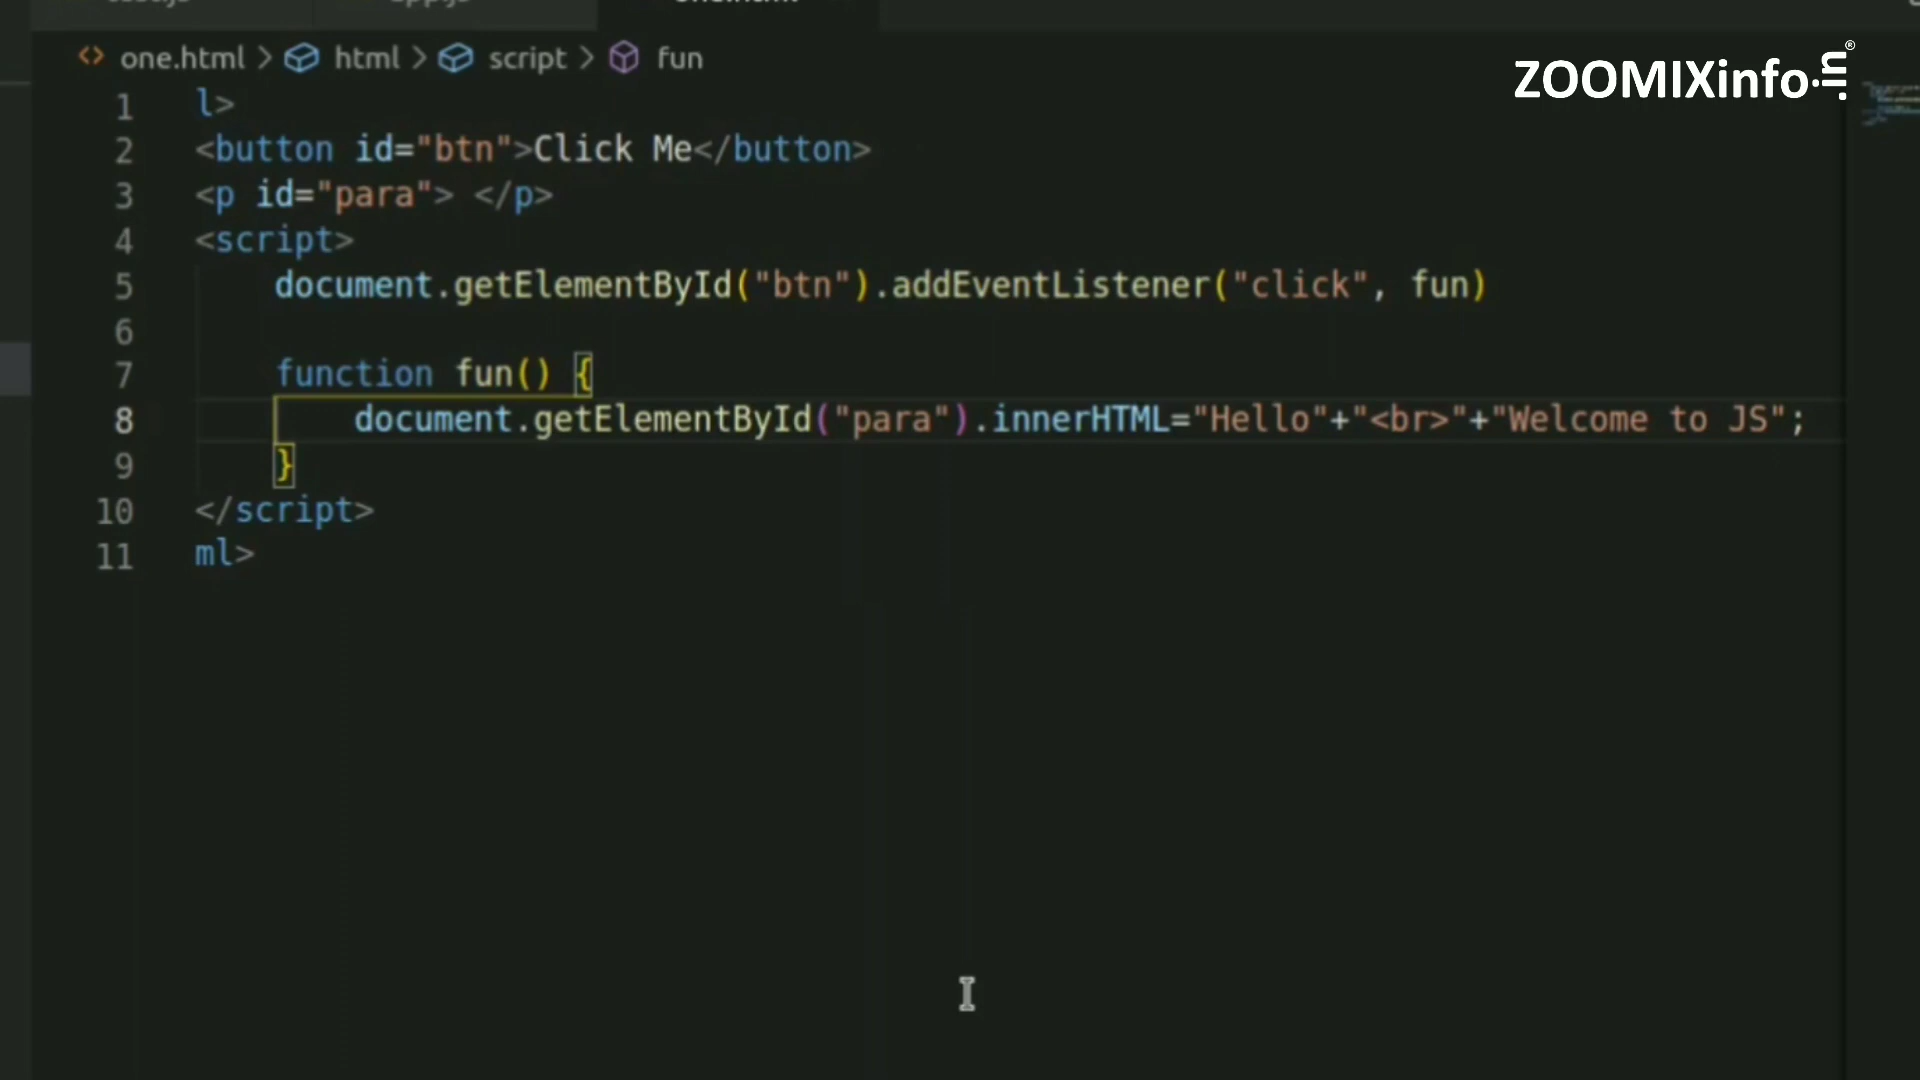 one.html > html > script > fun
ZOOMIXinfo.in®
1 l>
2 <button id="btn">Click Me</button>
3 <p id="para"> </p>
4 <script>
5 document.getElementById("btn").addEventListener("click", fun)
6
7 function fun() {
8 document.getElementById("para").innerHTML="Hello"+"<br>"+"Welcome to JS";
9 }
10 </script>
11 ml>